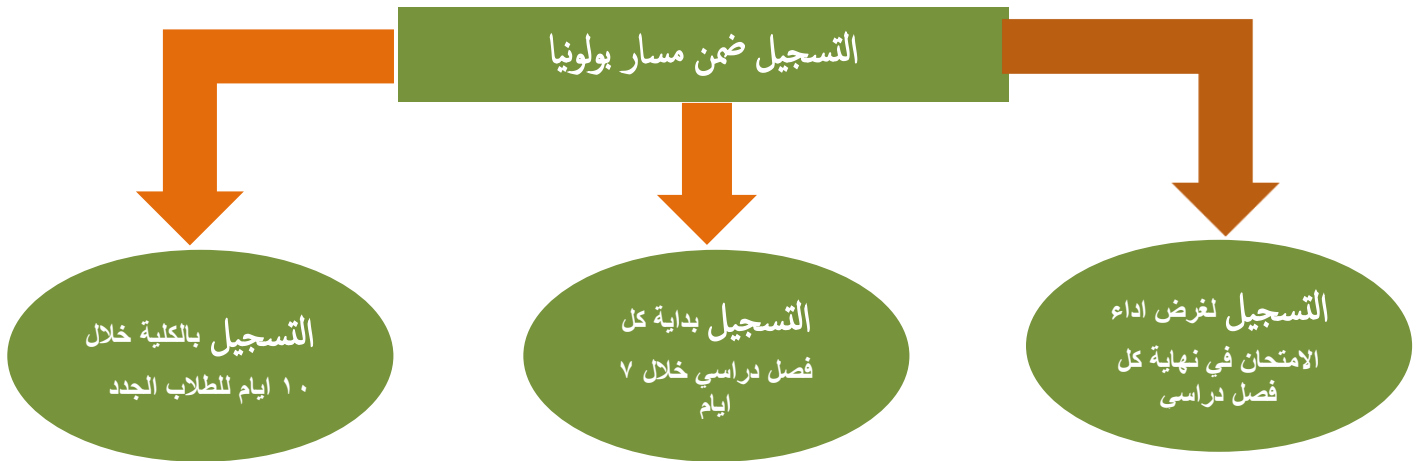 التسجيل ضمن مسار بولونيا
التسجيل لغرض اداء
الامتحان في نهاية كل
فصل دراسى
التسجيل بداية كل
فصل دراسي خلال ٧
ايام
التسجيل بالكلية خلال
١٠ ايام للطلاب الجدد